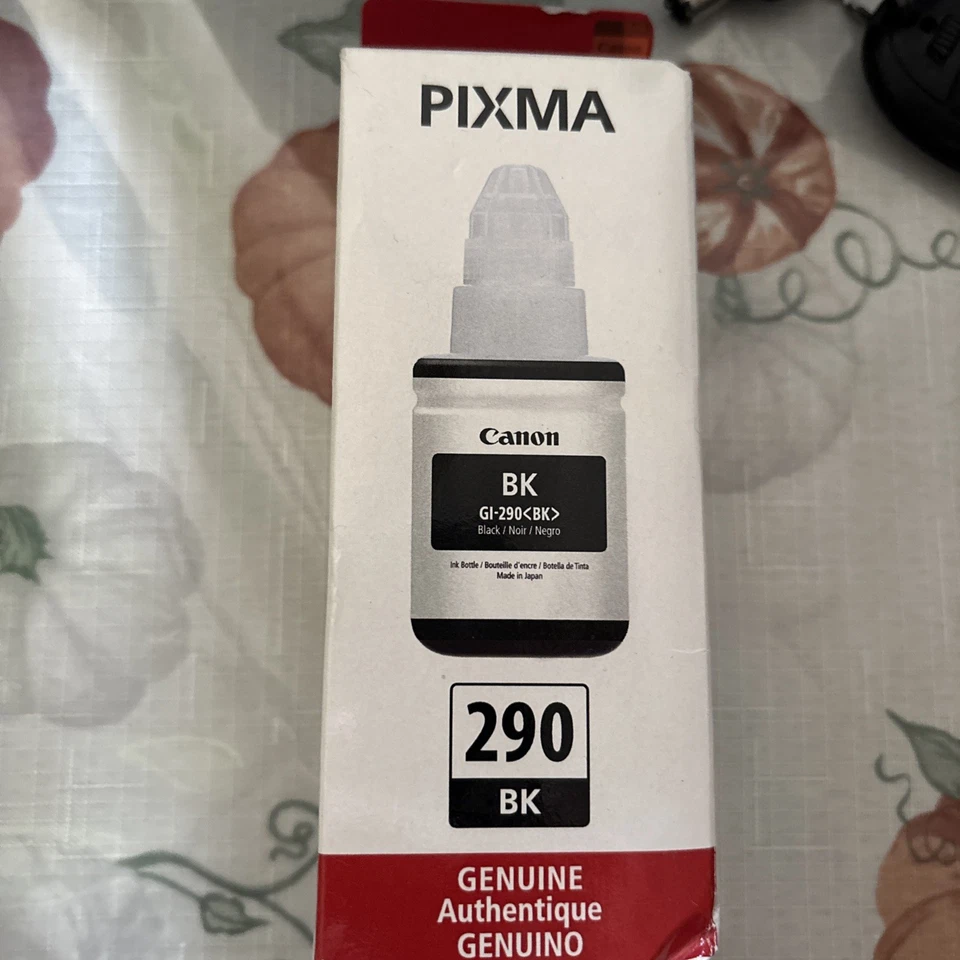 PIXMA
Canon
BK
GI-290<BK>
Black / Noir / Negro
Ink Bottle / Bouteille d'encre / Botella de Tinta
Made in Japan
290
BK
GENUINE
Authentique
GENUINO